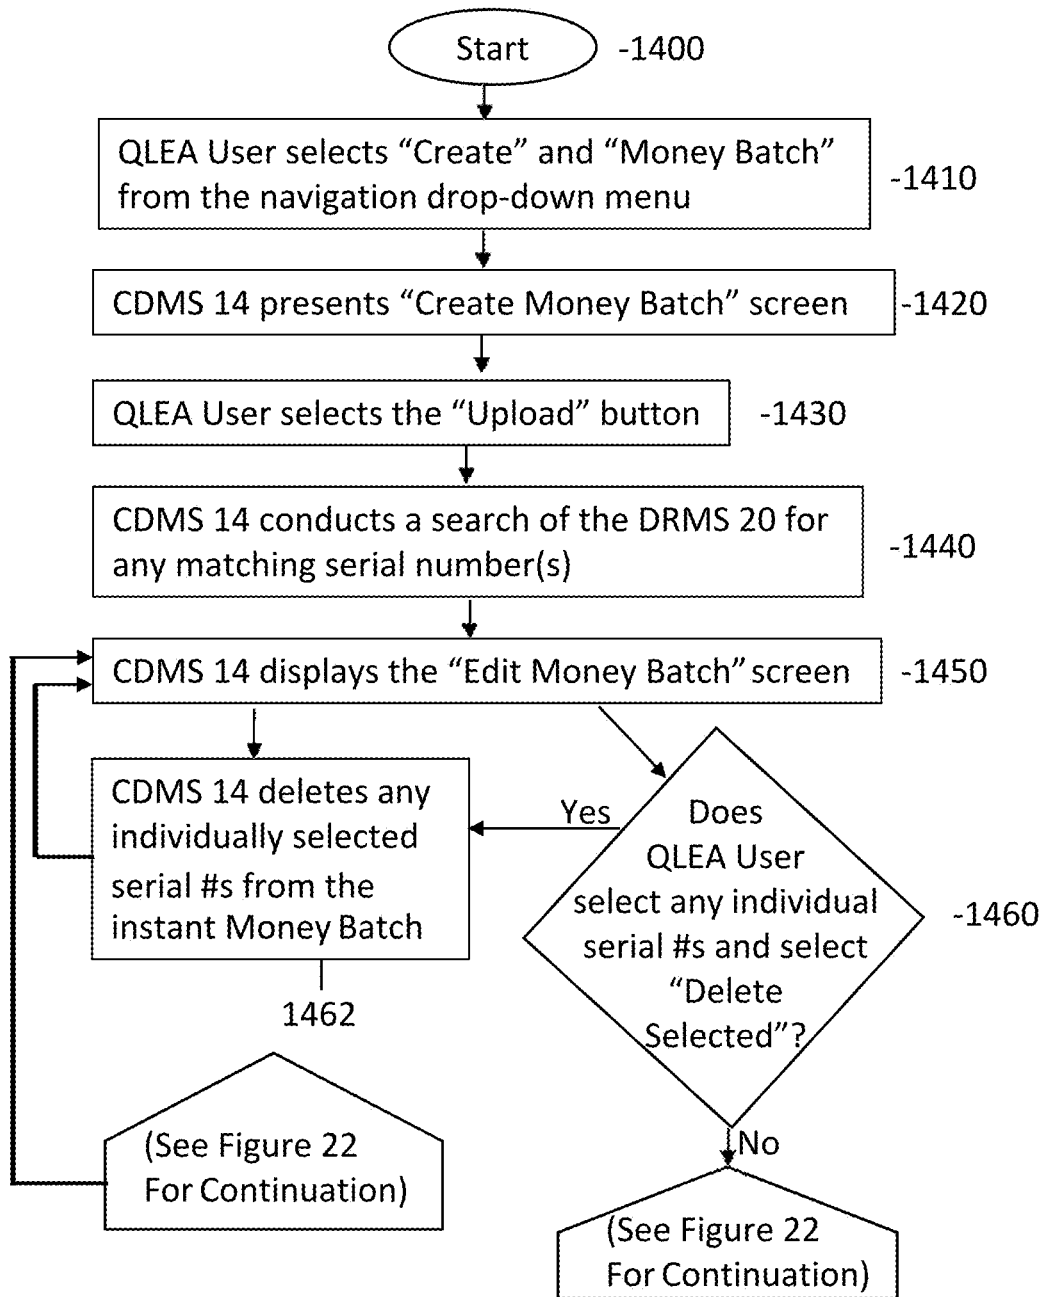 Start
-1400
QLEA User selects “Create” and “Money Batch”
from the navigation drop-down menu
-1410
CDMS 14 presents “Create Money Batch” screen
-1420
QLEA User selects the “Upload” button
-1430
CDMS 14 conducts a search of the DRMS 20 for
any matching serial number(s)
-1440
CDMS 14 displays the “Edit Money Batch” screen
-1450
CDMS 14 deletes any
individually selected
serial #s from the
instant Money Batch
1462
Yes
Does
QLEA User
select any individual
serial #s and select
“Delete
Selected”?
-1460
No
(See Figure 22
For Continuation)
(See Figure 22
For Continuation)